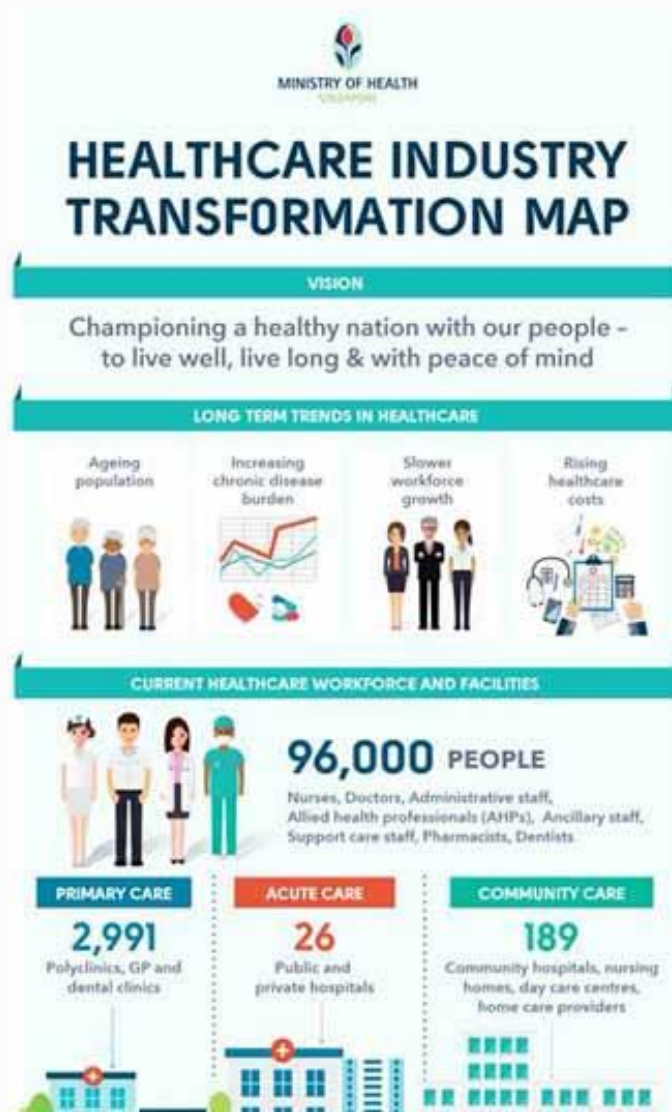 MINISTRY OF HEALTH
SINGAPORE
HEALTHCARE INDUSTRY
TRANSFORMATION MAP
VISION
Championing a healthy nation with our people –
to live well, live long & with peace of mind
LONG TERM TRENDS IN HEALTHCARE
Ageing
population
Increasing
chronic disease
burden
Slower
workforce
growth
Rising
healthcare
costs
CURRENT HEALTHCARE WORKFORCE AND FACILITIES
96,000 PEOPLE
Nurses, Doctors, Administrative staff,
Allied health professionals (AHPs), Ancillary staff,
Support care staff, Pharmacists, Dentists
PRIMARY CARE
2,991
Polyclinics, GP and
dental clinics
ACUTE CARE
26
Public and
private hospitals
COMMUNITY CARE
189
Community hospitals, nursing
homes, day care centres,
home care providers